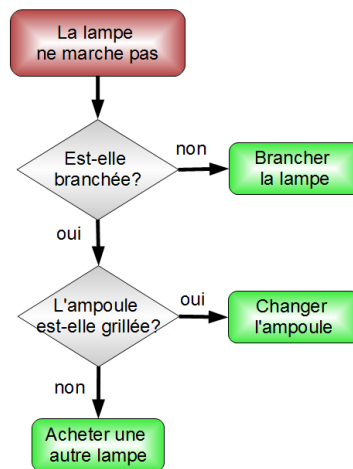 La lampe
ne marche pas
Est-elle
branchée?
non
Brancher
la lampe
oui
L'ampoule
est-elle grillée?
oui
Changer
l'ampoule
non
Acheter une
autre lampe